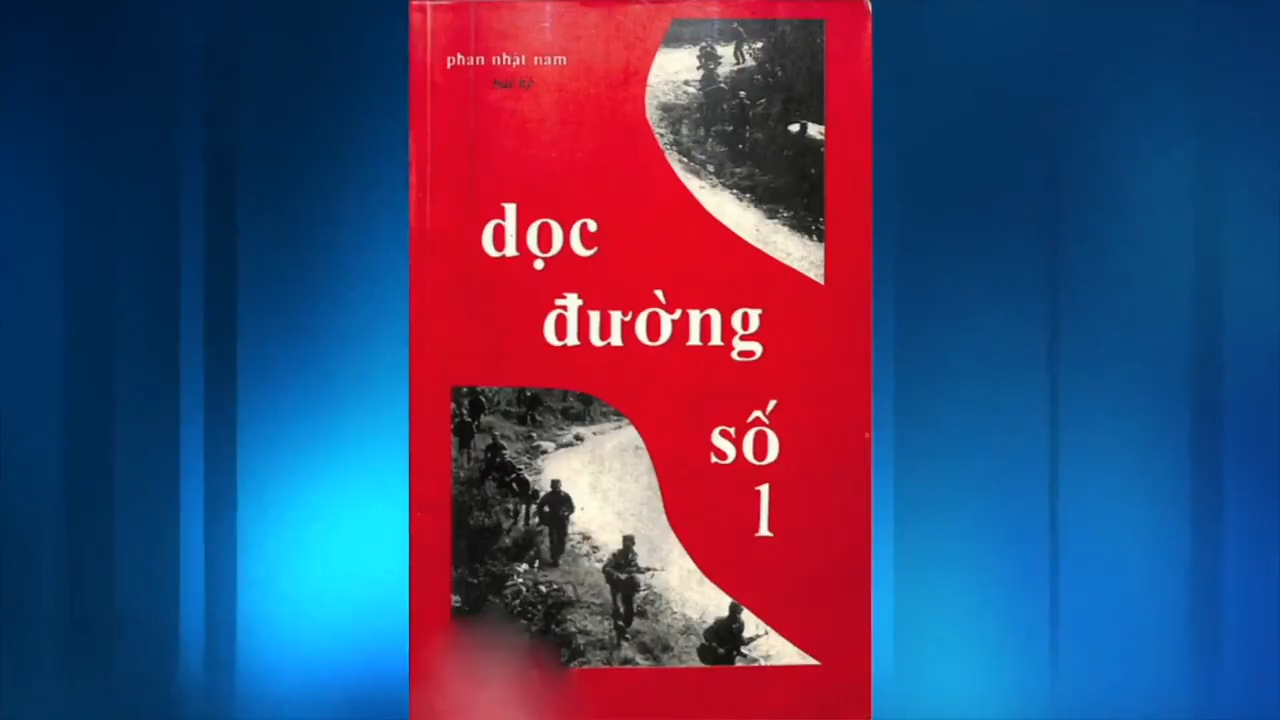 phan nhật nam
bút ký
dọc
đường
số
1